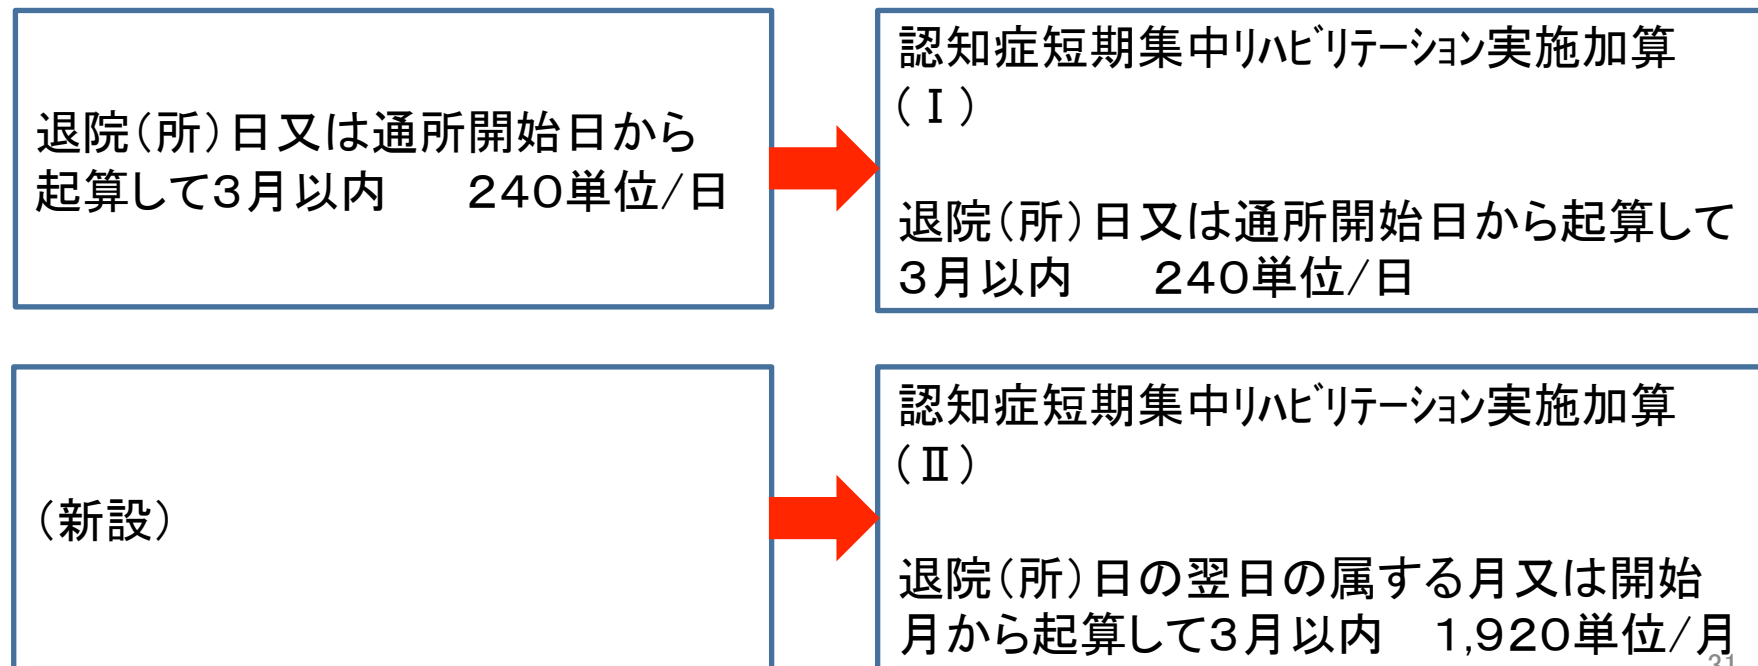 退院（所）日又は通所開始日から
起算して３月以内　　２４０単位/日
認知症短期集中ﾘﾊﾋﾞﾘﾃｰｼｮﾝ実施加算
（Ⅰ）
退院（所）日又は通所開始日から起算して
３月以内　　２４０単位/日
（新設）
認知症短期集中ﾘﾊﾋﾞﾘﾃｰｼｮﾝ実施加算
（Ⅱ）
退院（所）日の翌日の属する月又は開始
月から起算して３月以内　１,９２０単位/月
31